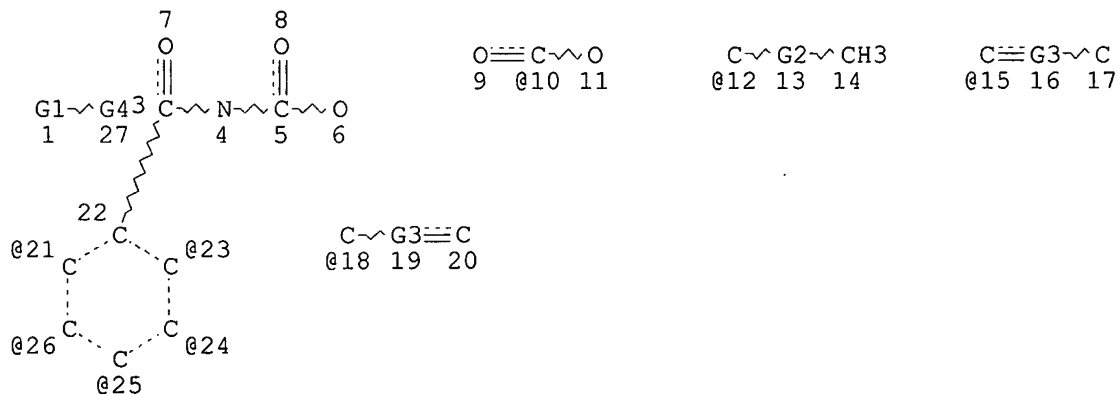 7 8
O O
O C O C G2 CH3 C G3 C
9 @10 11 @12 13 14 @15 16 17
G1 G4 3 C N C O
1 27 4 5 6
22
C C G3 C
@21 @23 @18 19 20
C C
C C
@26 C @24
@25